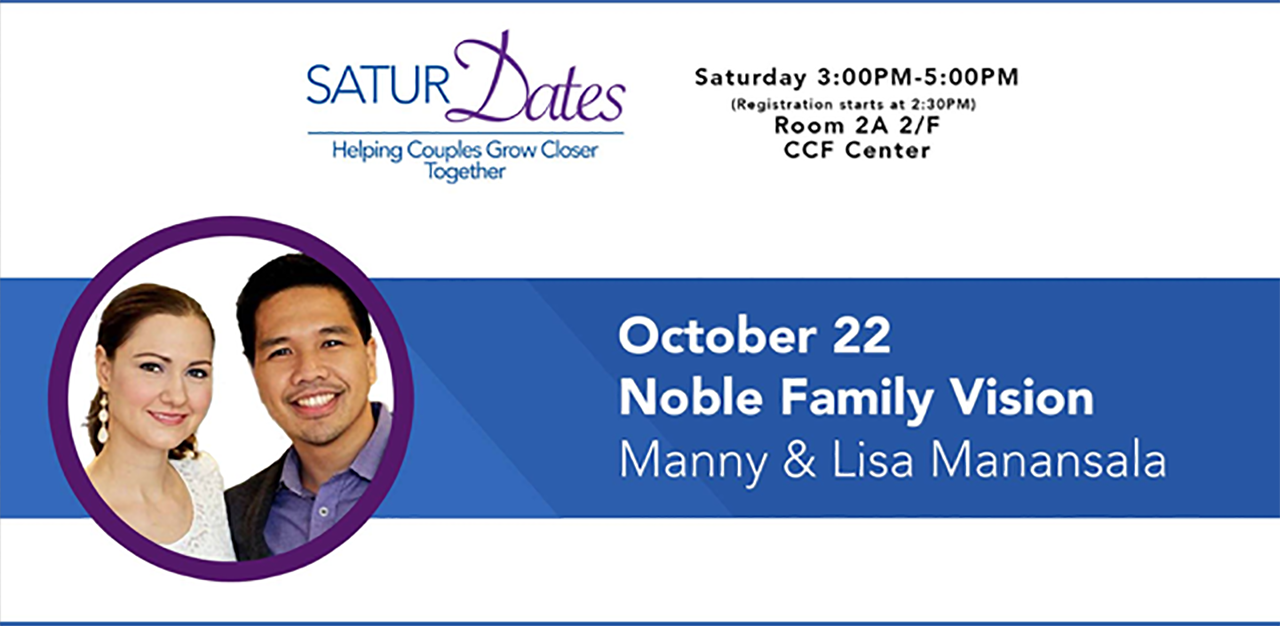 SATURDates
Helping Couples Grow Closer
Together
Saturday 3:00PM-5:00PM
(Registration starts at 2:30PM)
Room 2A 2/F
CCF Center
October 22
Noble Family Vision
Manny & Lisa Manansala